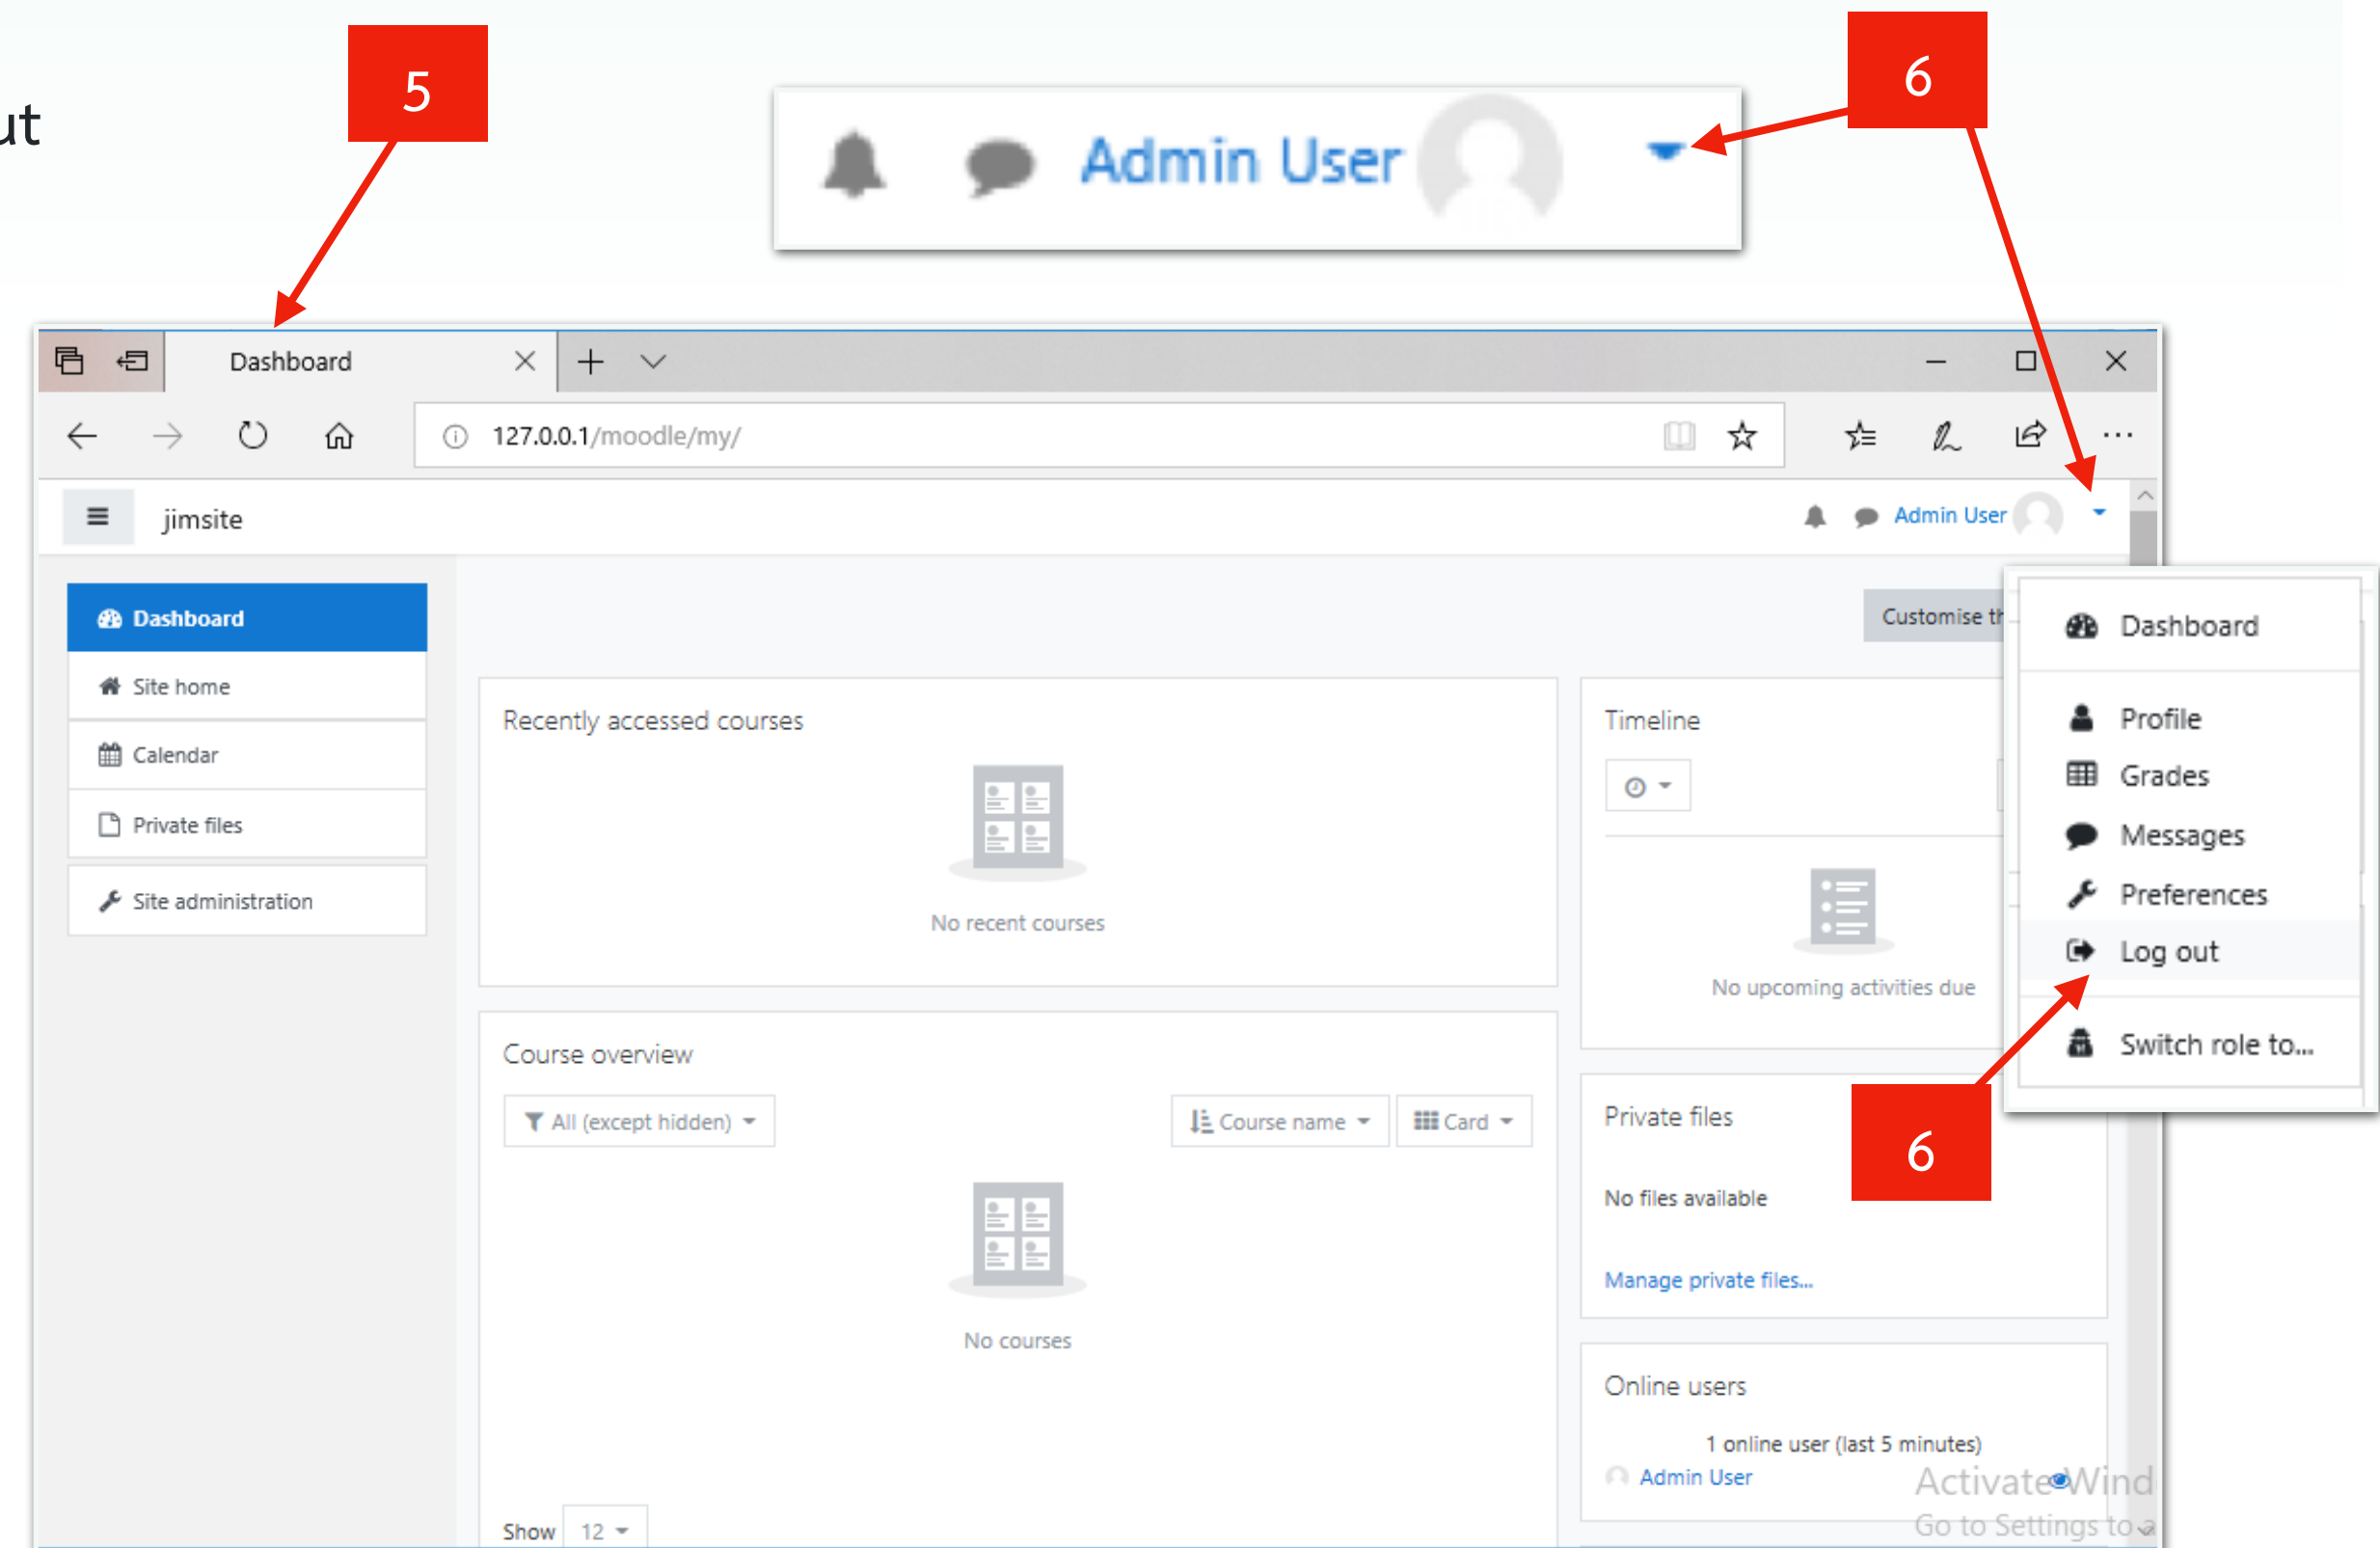 5
6
ut
Admin User
Dashboard
127.0.0.1/moodle/my/
jimsite
Admin User
Dashboard
Customise
Dashboard
Site home
Recently accessed courses
Timeline
Profile
Calendar
Grades
Private files
Messages
Site administration
Preferences
No recent courses
Log out
No upcoming activities due
Course overview
Switch role to...
All (except hidden)
Course name
Card
Private files
6
No files available
Manage private files...
No courses
Online users
1 online user (last 5 minutes)
Admin User
Activate Wind
Show 12
Go to Settings to a